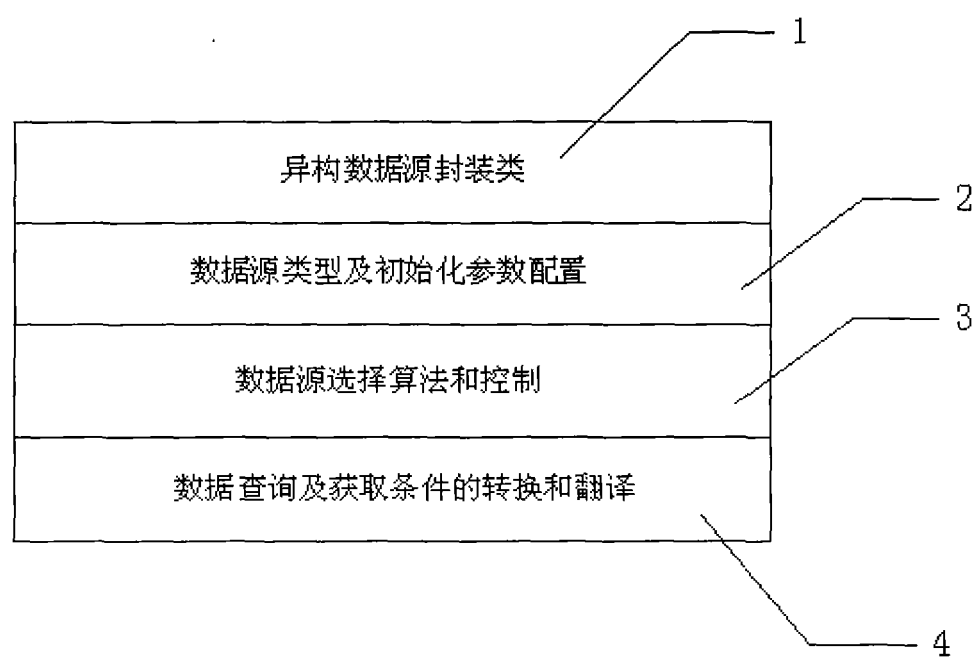 1
异构数据源封装类
2
数据源类型及初始化参数配置
3
数据源选择算法和控制
数据查询及获取条件的转换和翻译
4